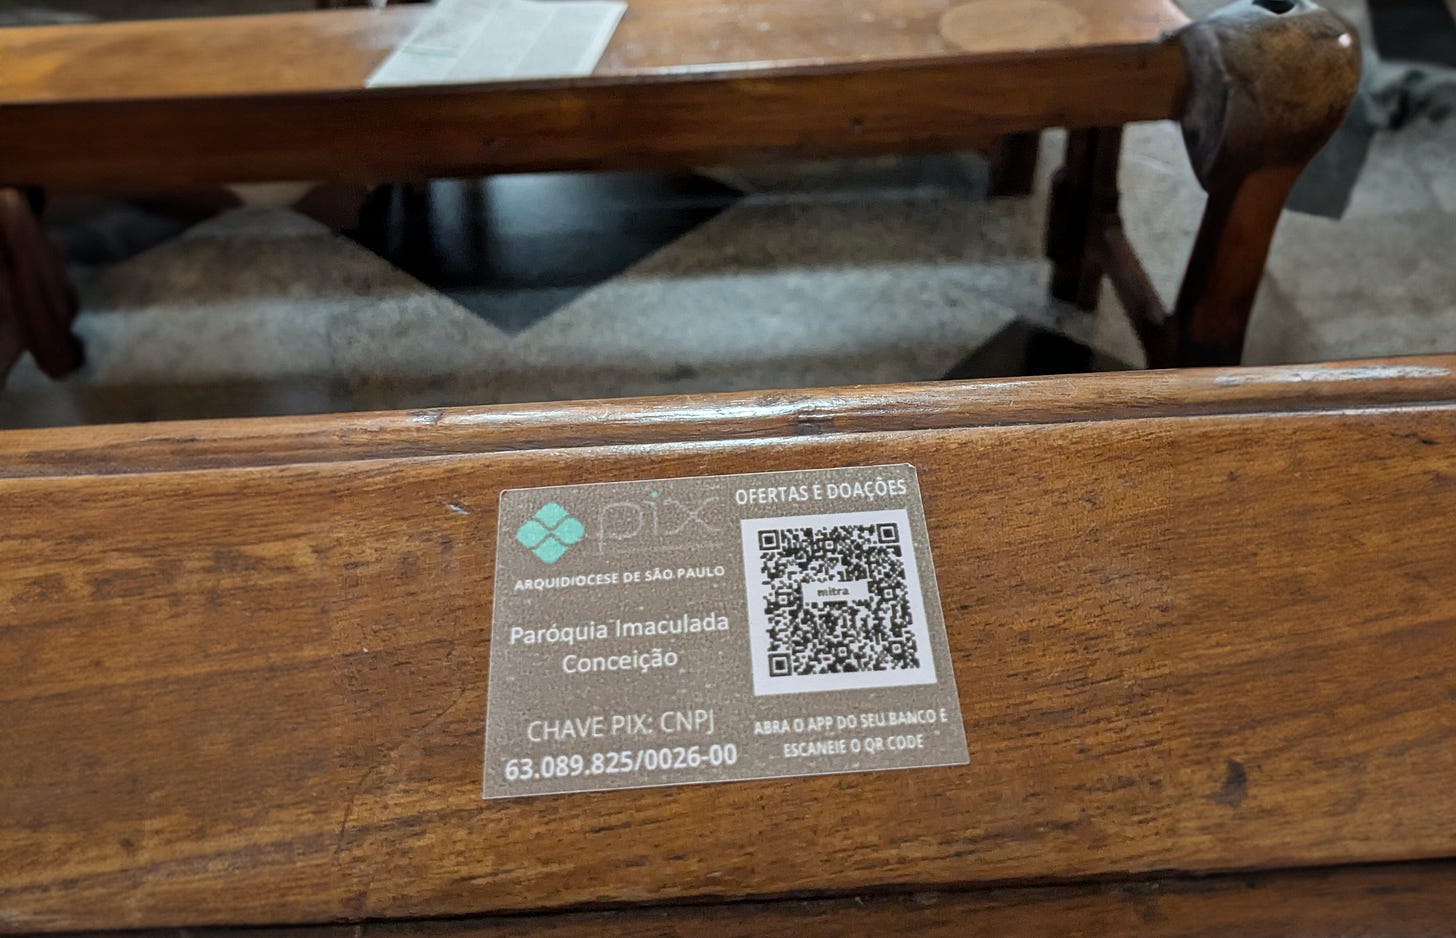 pix
ARQUIDIOCESE DE SÃO PAULO
Paróquia Imaculada
Conceição
CHAVE PIX: CNPJ
63.089.825/0026-00
OFERTAS E DOAÇÕES
mitra
ABRA O APP DO SEU BANCO E
ESCANEIE O QR CODE